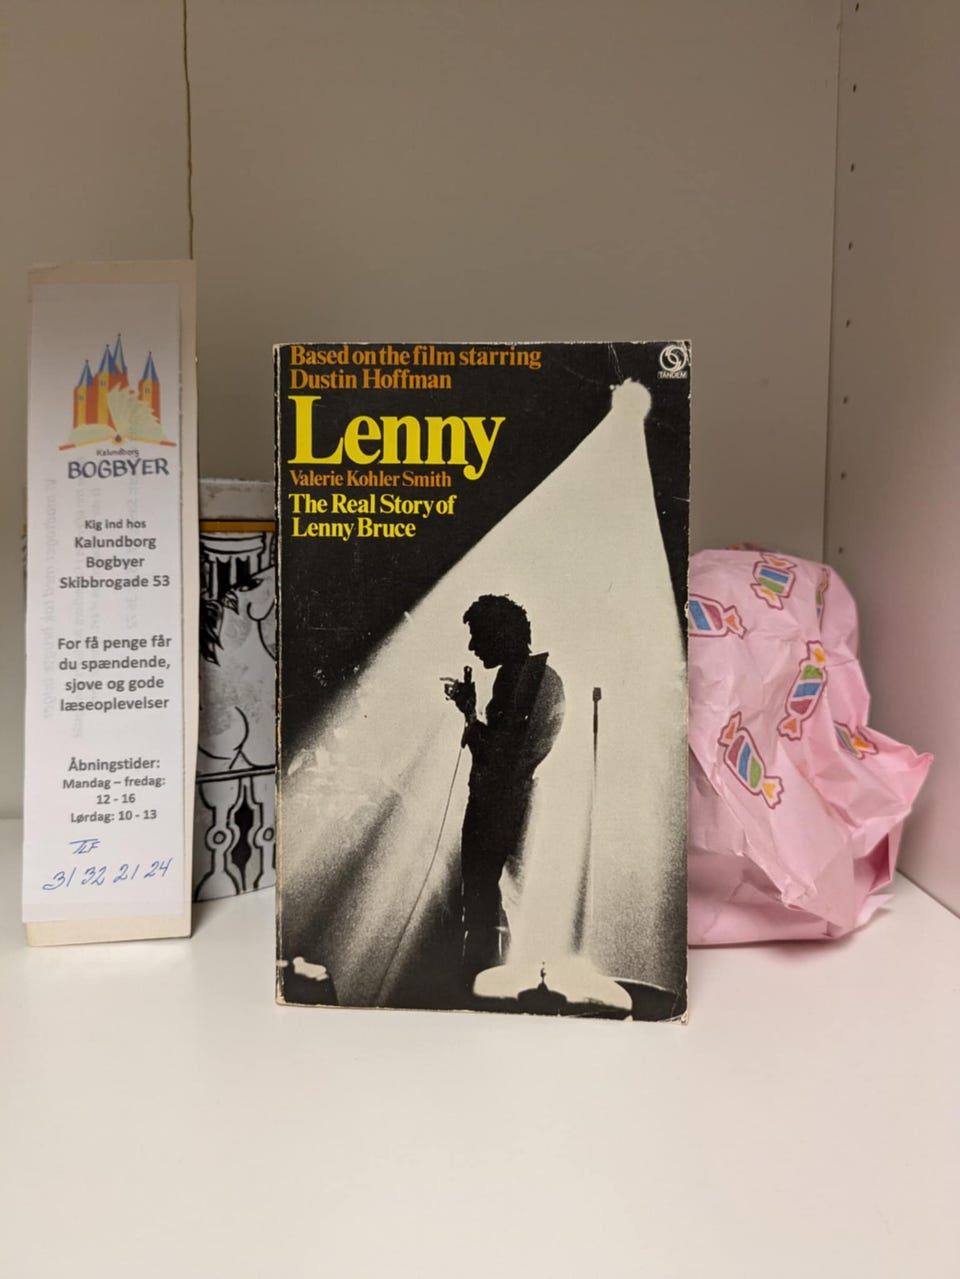 Kalundborg
BOGBYER
Kig ind hos
Kalundborg
Bogbyer
Skibbrogade 53
For få penge får
du spændende,
sjove og gode
læseoplevelser
Åbningstider:
Mandag – fredag:
12 - 16
Lørdag: 10 - 13
TLF
31 32 21 24
Based on the film starring
Dustin Hoffman
Lenny
Valerie Kohler Smith
The Real Story of
Lenny Bruce
TANDEM